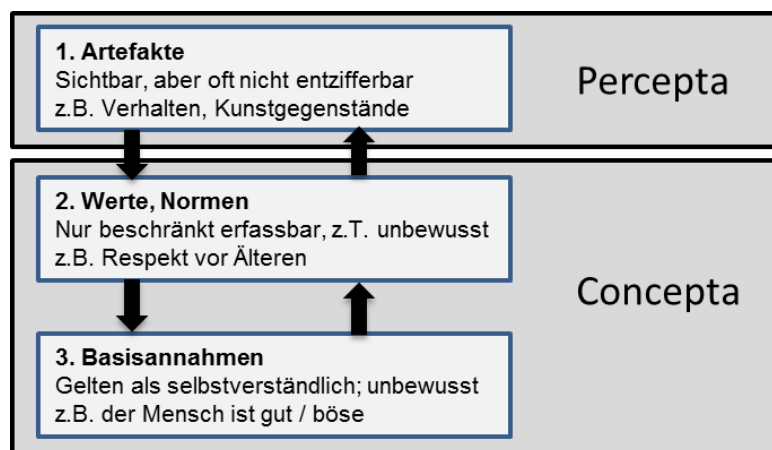 1. Artefakte
Sichtbar, aber oft nicht entzifferbar
z.B. Verhalten, Kunstgegenstände
Percepta
2. Werte, Normen
Nur beschränkt erfassbar, z.T. unbewusst
z.B. Respekt vor Älteren
Concepta
3. Basisannahmen
Gelten als selbstverständlich; unbewusst
z.B. der Mensch ist gut / böse